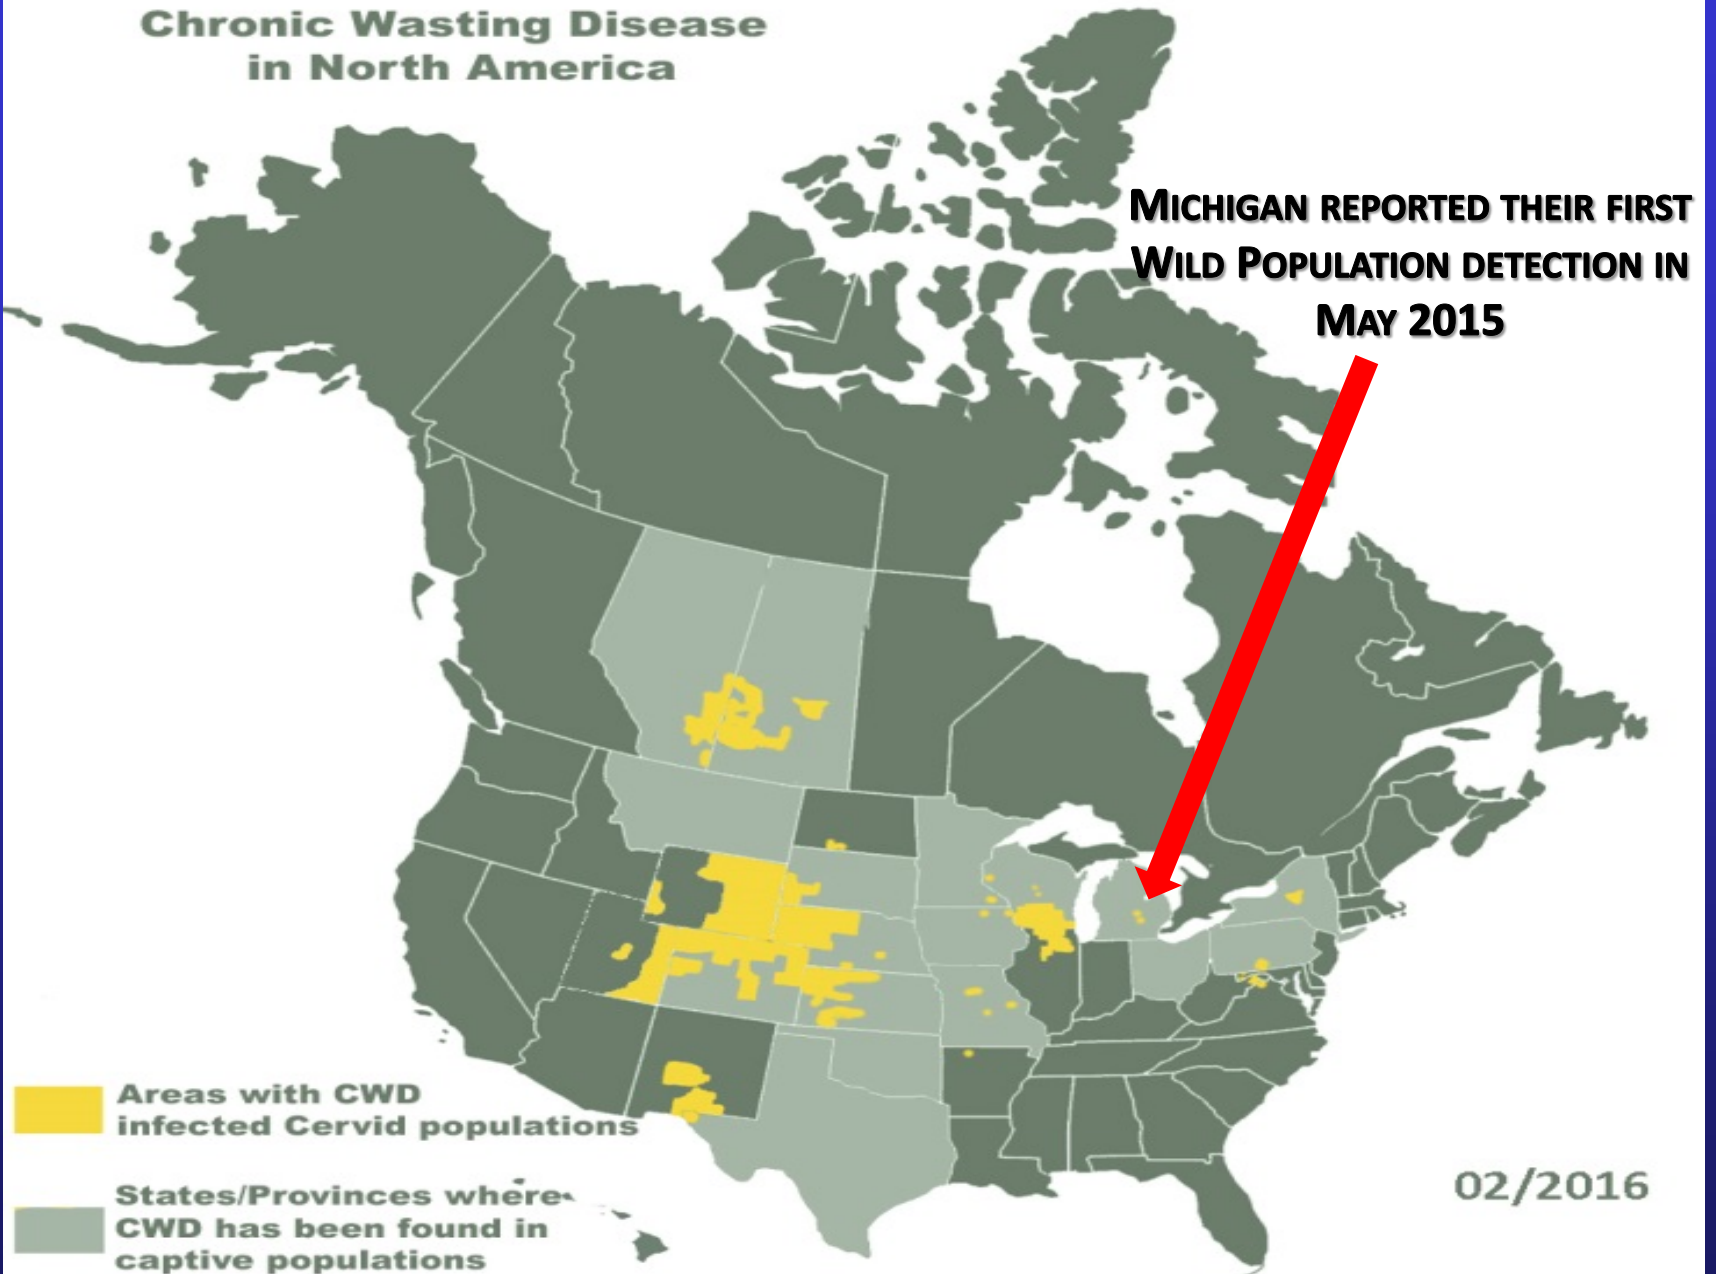 Chronic Wasting Disease
in North America
Michigan reported their first
Wild Population detection in
May 2015
Areas with CWD
infected Cervid populations
States/Provinces where
CWD has been found in
captive populations
02/2016